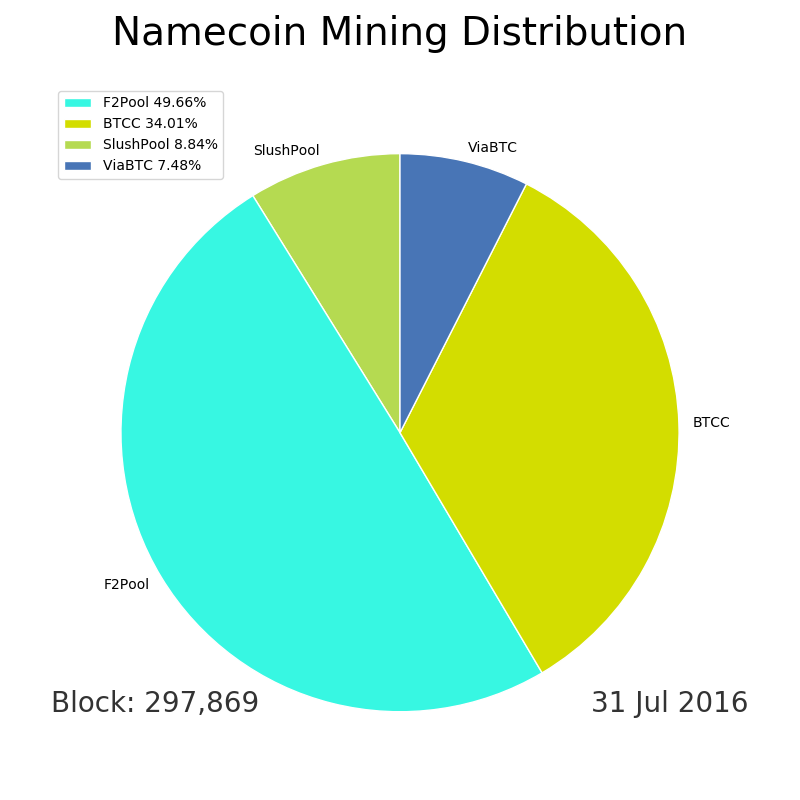 Namecoin Mining Distribution
F2Pool 49.66%
BTCC 34.01%
SlushPool 8.84%
ViaBTC 7.48%
SlushPool
ViaBTC
BTCC
F2Pool
Block: 297,869
31 Jul 2016